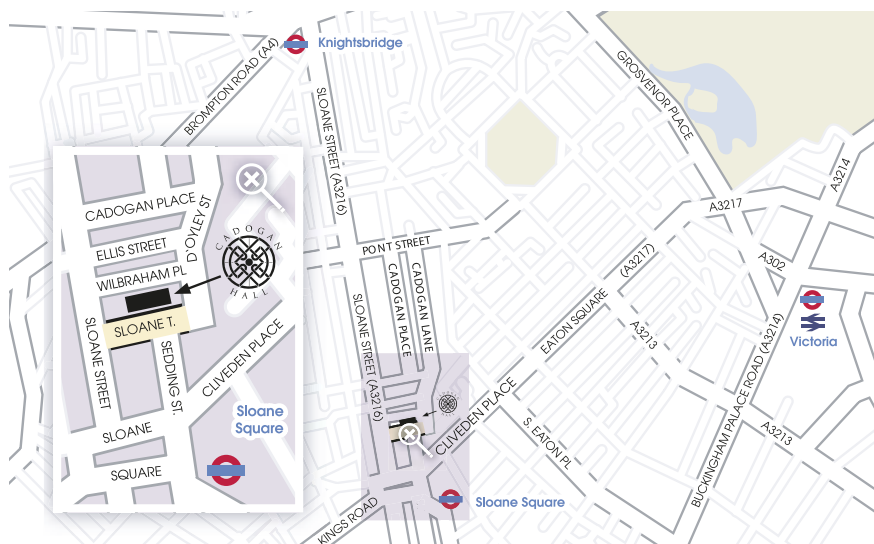 Knightsbridge
BROMPTON ROAD (A4)
SLOANE STREET (A3216)
GROSVENOR PLACE
A3214
A3217
PONT STREET
CADOGAN PLACE
CADOGAN LANE
(A3217)
A302
EATON SQUARE
A3213
Victoria
SLOANE STREET (A3216)
BUCKINGHAM PALACE ROAD (A3214)
CLIVEDEN PLACE
S. EATON PL
A3213
KINGS ROAD
Sloane Square
CADOGAN PLACE
D'OYLEY ST
ELLIS STREET
CADOGAN
HALL
WILBRAHAM PL
SLOANE T.
SLOANE STREET
SEDDING ST.
CLIVEDEN PLACE
Sloane
Square
SLOANE
SQUARE